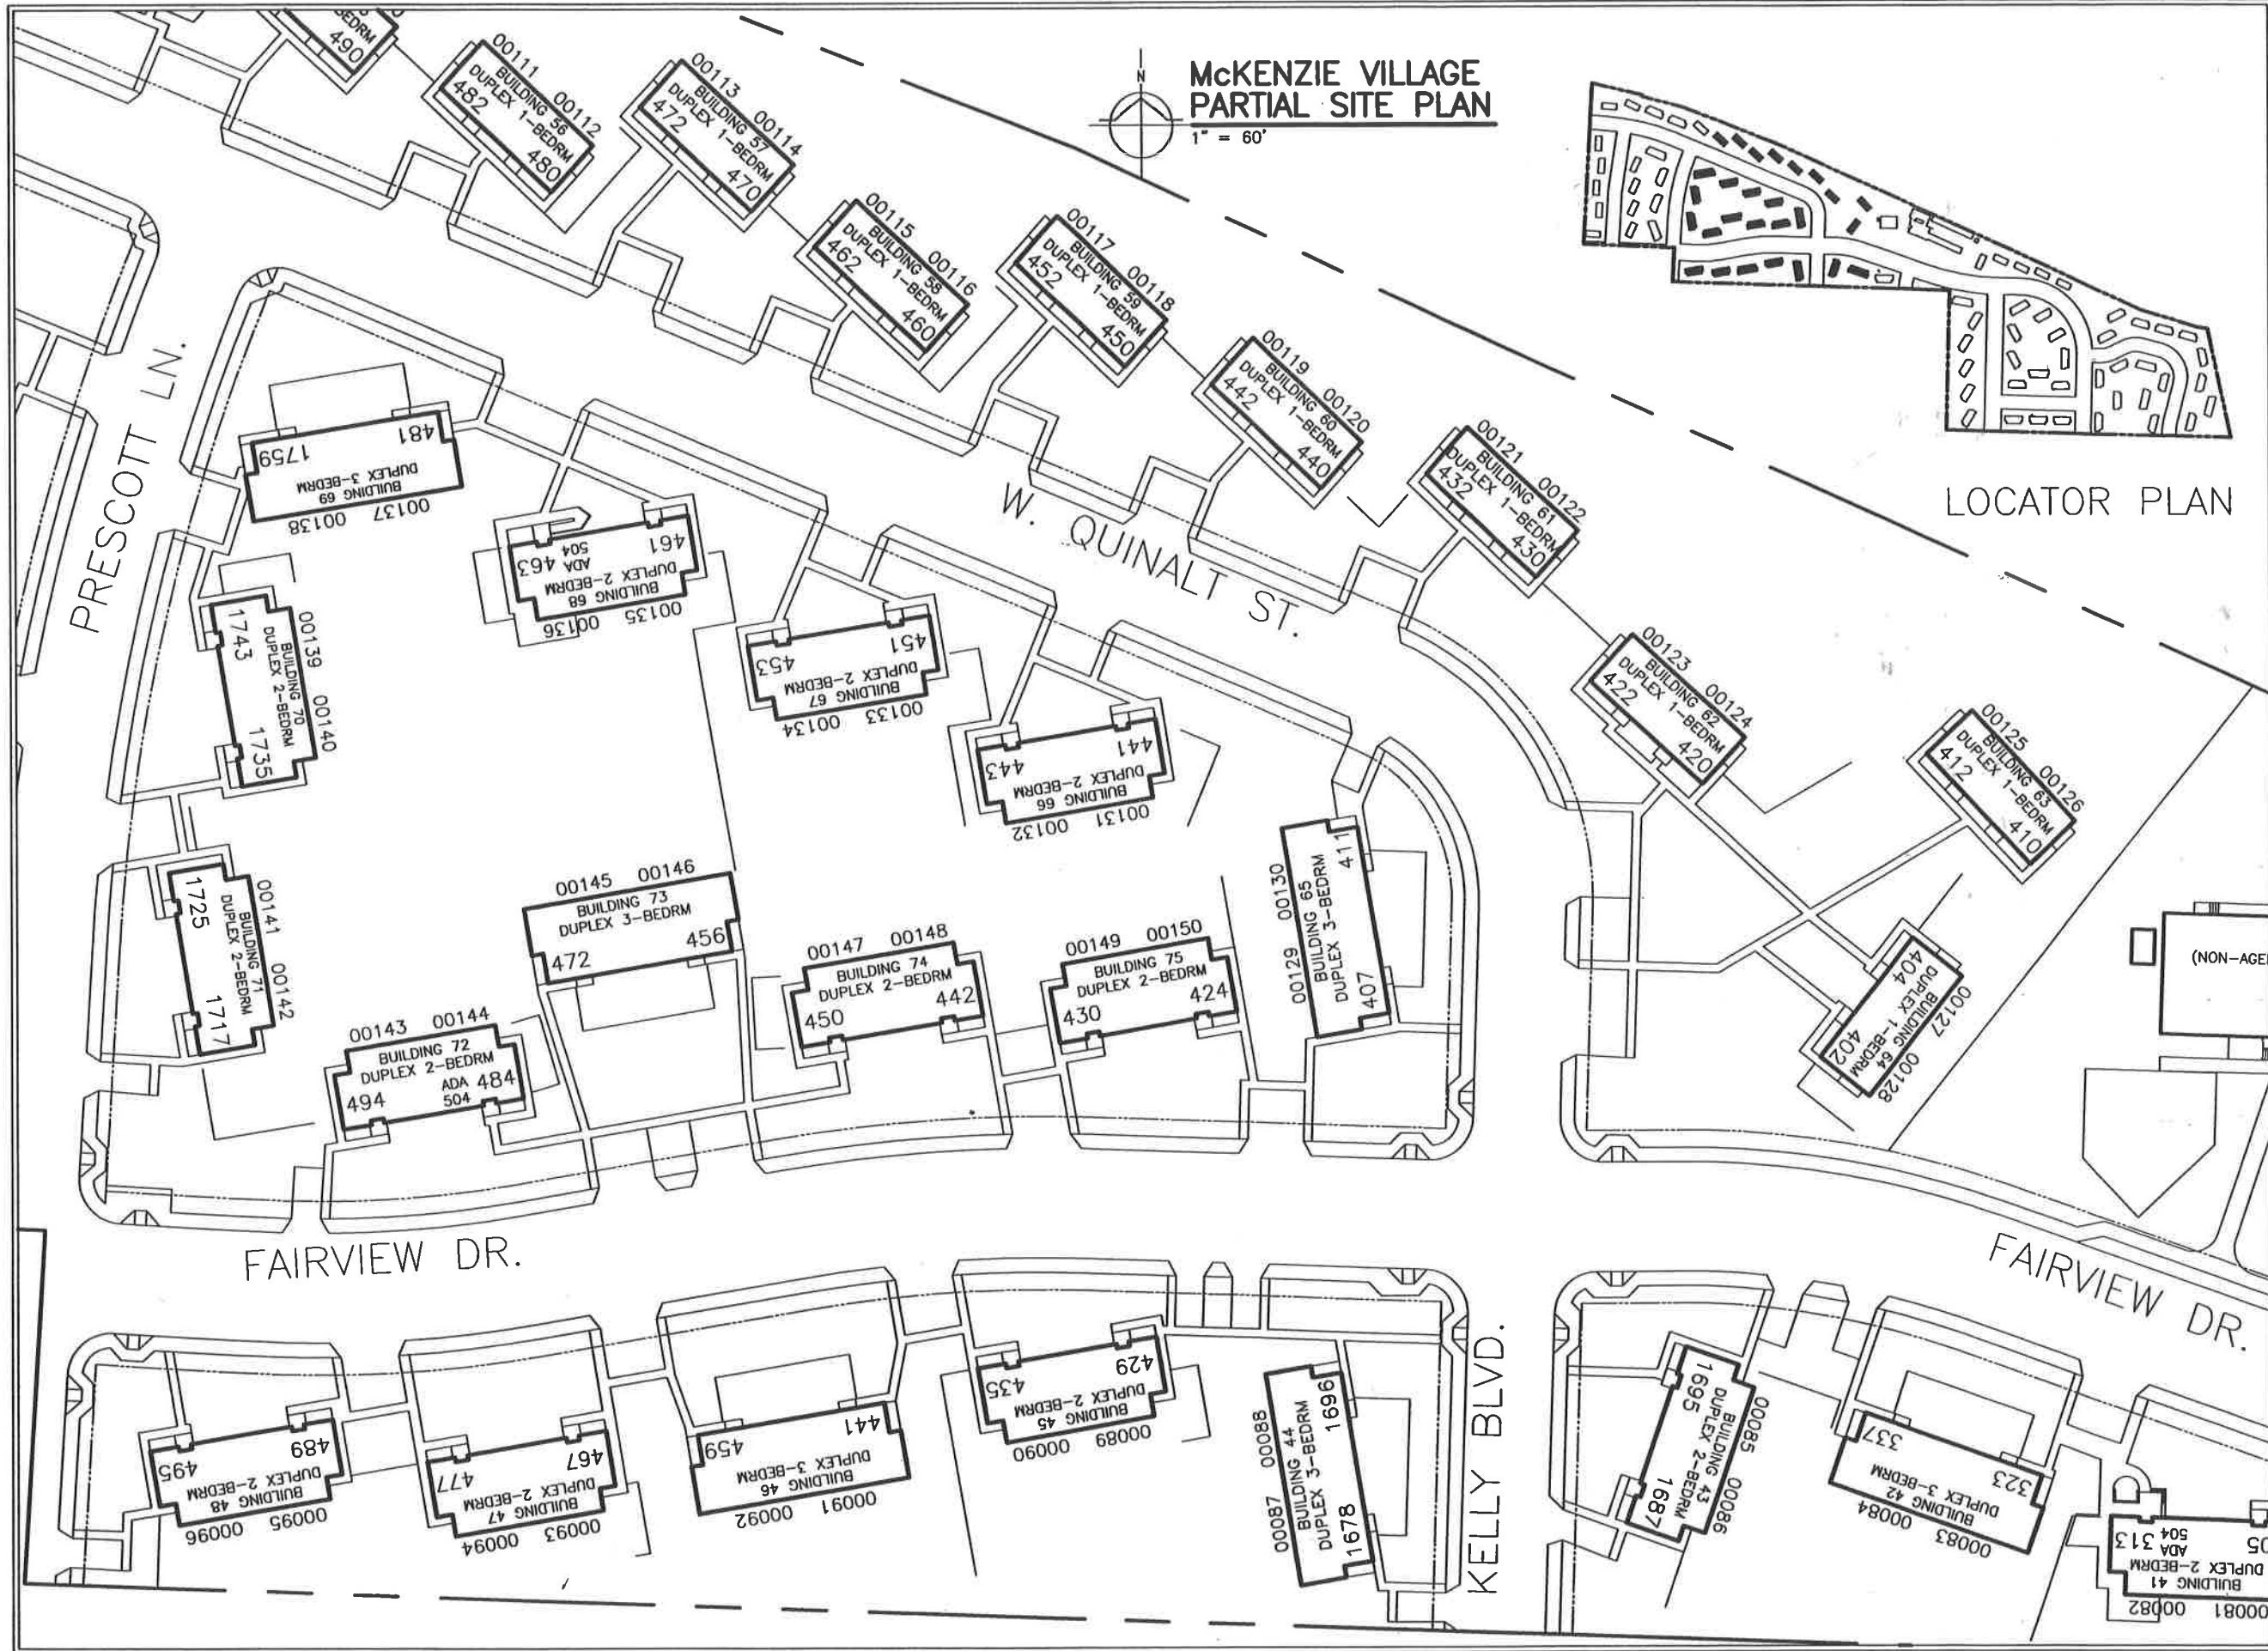 McKENZIE VILLAGE
PARTIAL SITE PLAN
1" = 60'
N
LOCATOR PLAN
BEDRM
490
00111 00112
BUILDING 56
DUPLEX 1-BEDRM
482 480
00113 00114
BUILDING 57
DUPLEX 1-BEDRM
472 470
00115 00116
BUILDING 58
DUPLEX 1-BEDRM
462 460
00117 00118
BUILDING 59
DUPLEX 1-BEDRM
452 450
00119 00120
BUILDING 60
DUPLEX 1-BEDRM
442 440
00121 00122
BUILDING 61
DUPLEX 1-BEDRM
432 430
00123 00124
BUILDING 62
DUPLEX 1-BEDRM
422 420
00125 00126
BUILDING 63
DUPLEX 1-BEDRM
412 410
00127 00128
BUILDING 64
DUPLEX 1-BEDRM
404 402
(NON-AGE
PRESCOTT LN.
W. QUINALT ST.
1759 481
DUPLEX 3-BEDRM
BUILDING 69
00138 00137
463 ADA 504 461
DUPLEX 2-BEDRM
BUILDING 68
00136 00135
453 451
DUPLEX 2-BEDRM
BUILDING 67
00134 00133
443 441
DUPLEX 2-BEDRM
BUILDING 66
00132 00131
00139 00140
BUILDING 70
DUPLEX 2-BEDRM
1743 1735
00141 00142
BUILDING 71
DUPLEX 2-BEDRM
1725 1717
00143 00144
BUILDING 72
DUPLEX 2-BEDRM
494 ADA 504 484
00145 00146
BUILDING 73
DUPLEX 3-BEDRM
472 456
00147 00148
BUILDING 74
DUPLEX 2-BEDRM
450 442
00149 00150
BUILDING 75
DUPLEX 2-BEDRM
430 424
00129 00130
BUILDING 65
DUPLEX 3-BEDRM
407 411
FAIRVIEW DR.
FAIRVIEW DR.
KELLY BLVD.
495 489
DUPLEX 2-BEDRM
BUILDING 48
00096 00095
477 467
DUPLEX 2-BEDRM
BUILDING 47
00094 00093
459 441
DUPLEX 3-BEDRM
BUILDING 46
00092 00091
435 429
DUPLEX 2-BEDRM
BUILDING 45
00090 00089
00087 00088
BUILDING 44
DUPLEX 3-BEDRM
1678 1696
00085 00086
BUILDING 43
DUPLEX 2-BEDRM
1695 1687
337 323
DUPLEX 3-BEDRM
BUILDING 42
00084 00083
313 ADA 504 05
DUPLEX 2-BEDRM
BUILDING 41
00082 00081